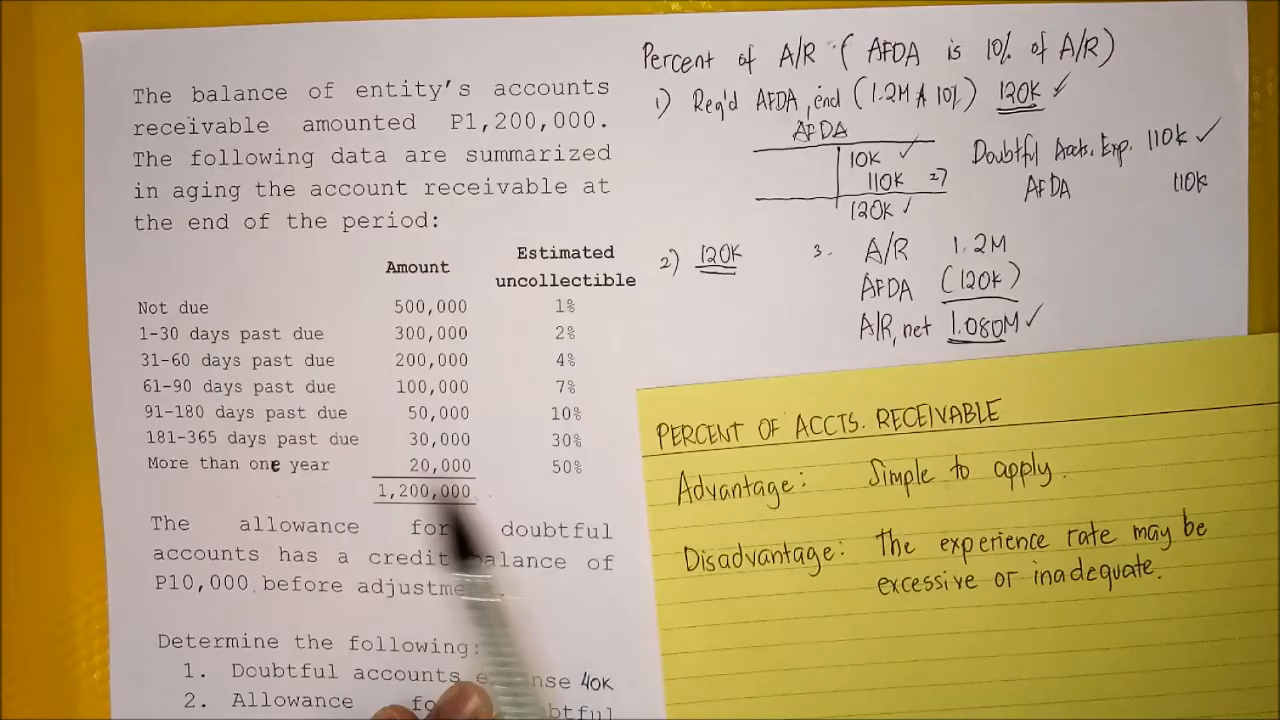 The balance of entity's accounts
receivable amounted P1,200,000.
The following data are summarized
in aging the account receivable at
the end of the period:
Amount Estimated uncollectible
Not due 500,000 1%
1-30 days past due 300,000 2%
31-60 days past due 200,000 4%
61-90 days past due 100,000 7%
91-180 days past due 50,000 10%
181-365 days past due 30,000 30%
More than one year 20,000 50%
1,200,000
The allowance for doubtful
accounts has a credit balance of
P10,000 before
Determine the following:
1. Doubtful accounts 40K
2. Allowance
Percent of A/R (AFDA is 10% of A/R)
1) Req'd AFDA, end (1.2M x 10%) 120K ✓
AFDA
10K ✓
110K
120K ✓
Doubtful Accts. Exp. 110K ✓
AFDA 110K
2) 120K
3. A/R 1.2M
AFDA (120K)
A/R, net 1.080M ✓
PERCENT OF ACCTS. RECEIVABLE
Advantage: Simple to apply.
Disadvantage: The experience rate may be
excessive or inadequate.